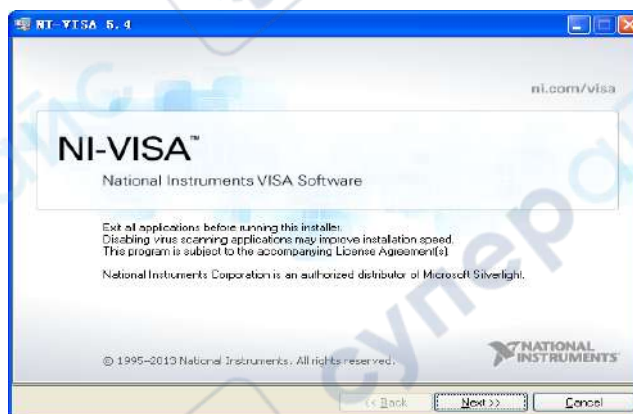 NI-VISA 5.4
ni.com/visa
NI-VISA™
National Instruments VISA Software
Exit all applications before running this installer.
Disabling virus scanning applications may improve installation speed.
This program is subject to the accompanying License Agreement(s).
National Instruments Corporation is an authorized distributor of Microsoft Silverlight.
© 1995–2013 National Instruments. All rights reserved.
NATIONAL
INSTRUMENTS
<< Back
Next >>
Cancel
супер
айс